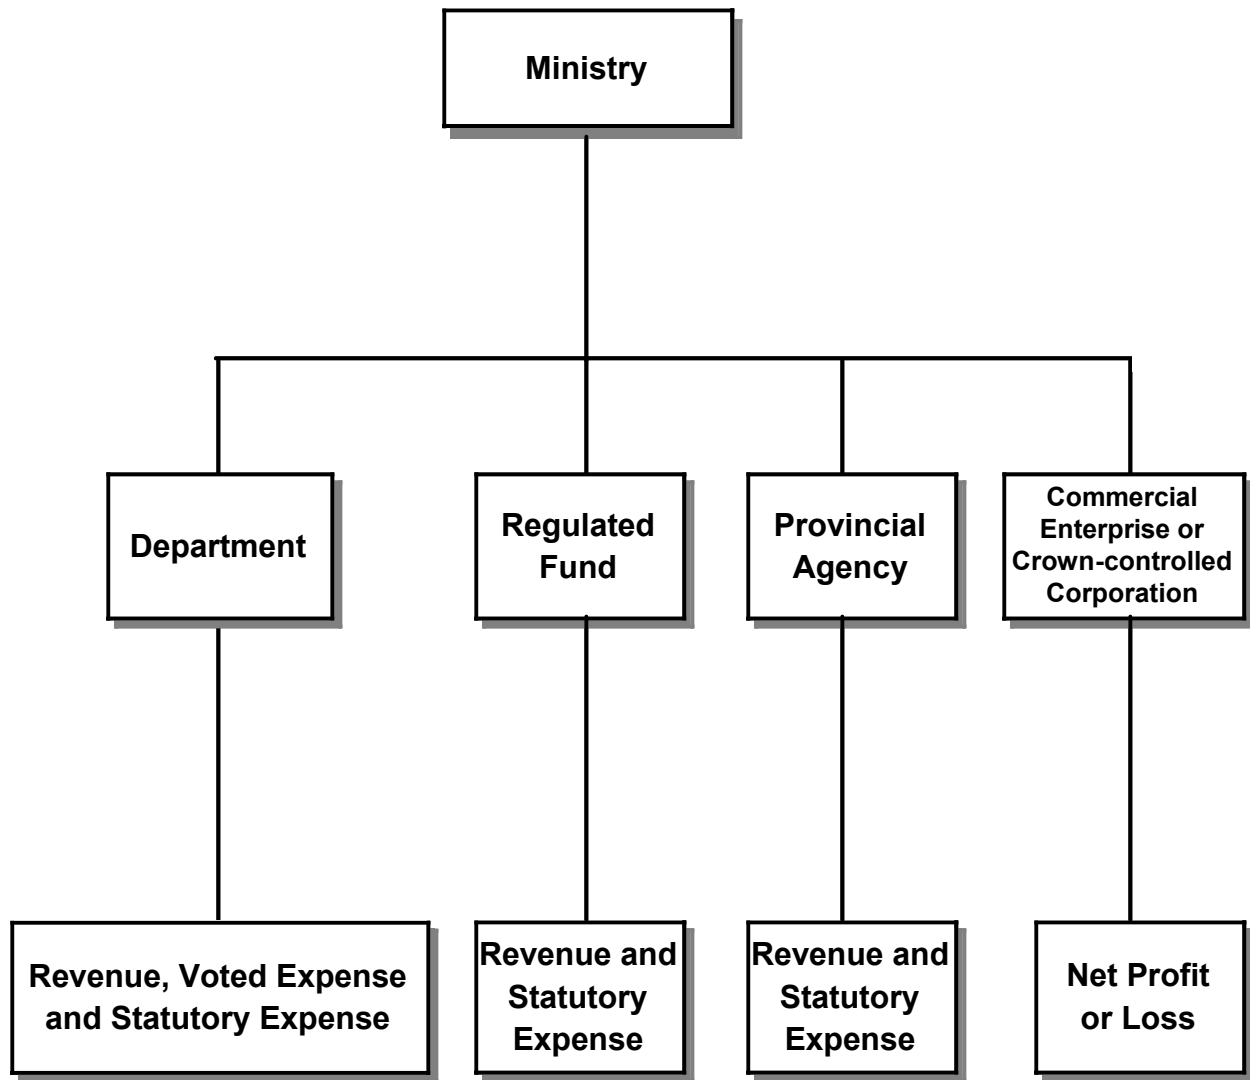 Ministry
Department
Regulated
Fund
Provincial
Agency
Commercial
Enterprise or
Crown-controlled
Corporation
Revenue, Voted Expense
and Statutory Expense
Revenue and
Statutory
Expense
Revenue and
Statutory
Expense
Net Profit
or Loss